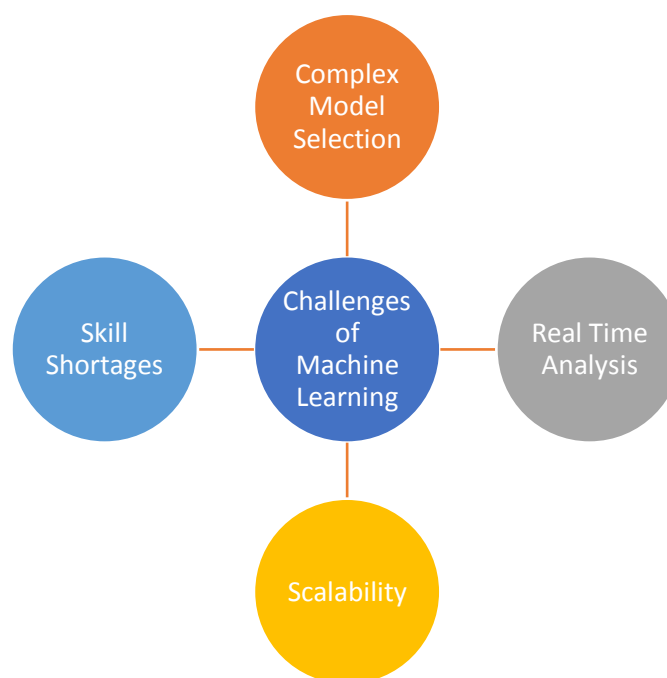 Complex
Model
Selection
Skill
Shortages
Challenges
of
Machine
Learning
Real Time
Analysis
Scalability